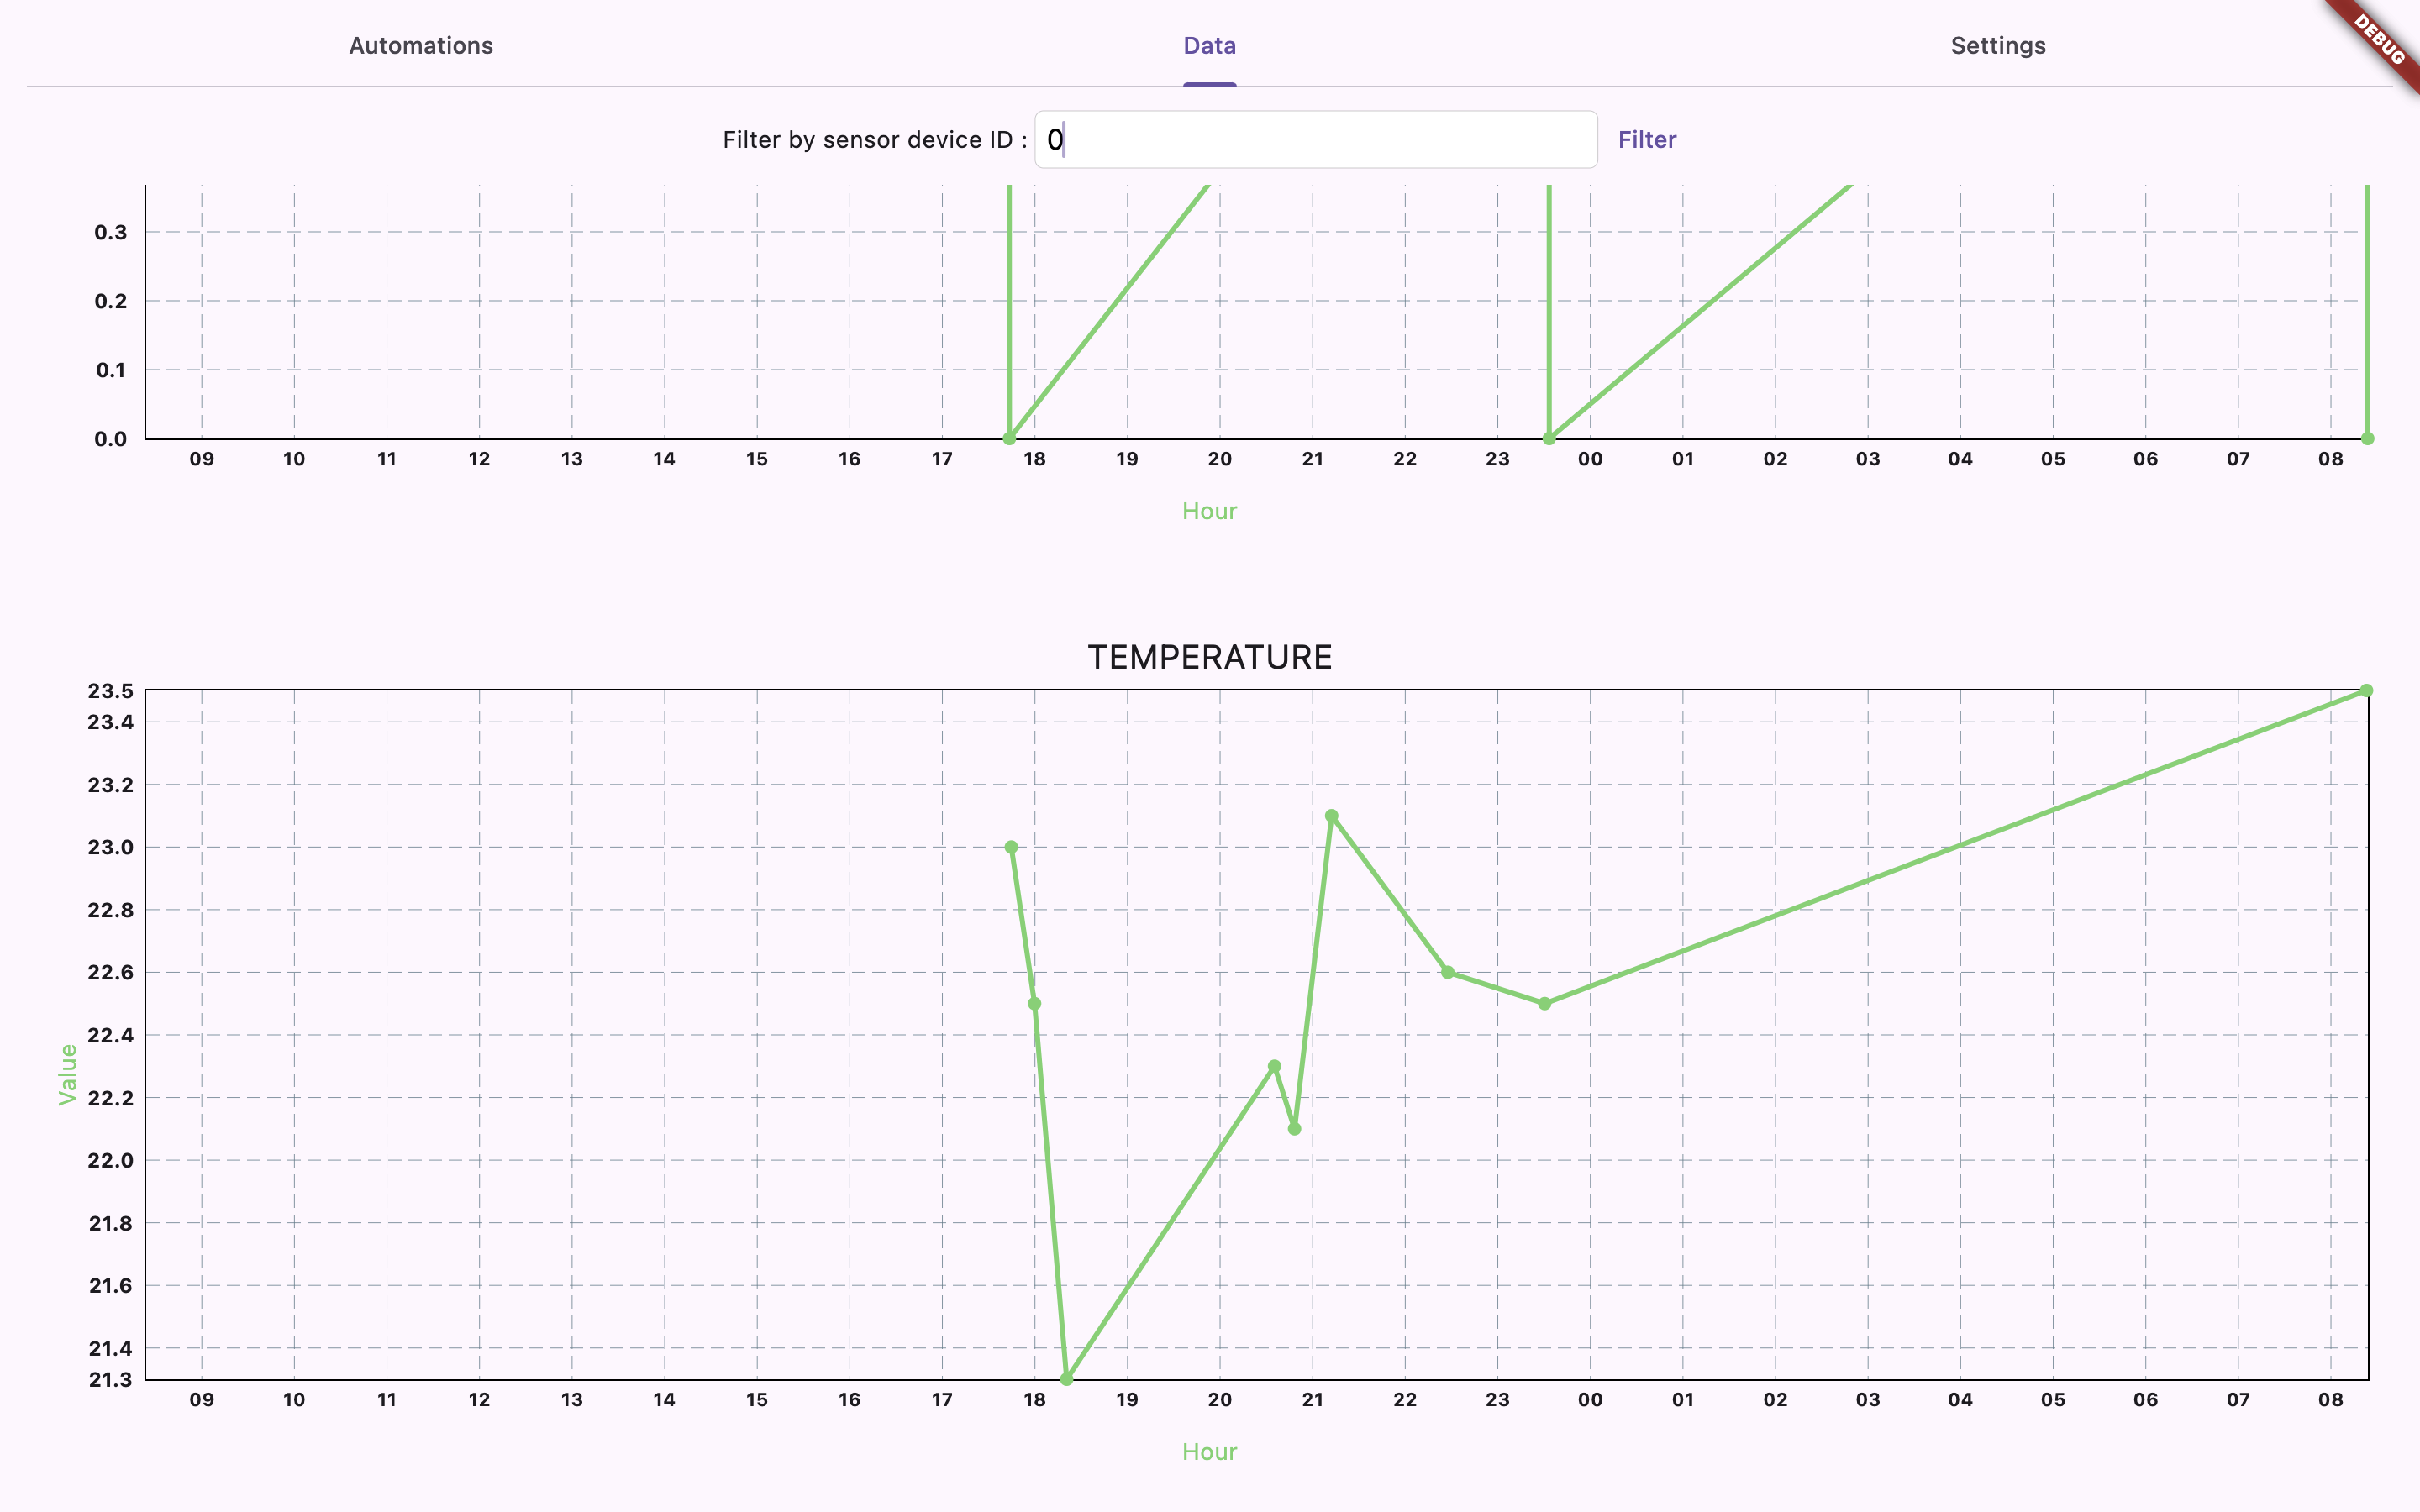 Automations Data Settings
DEBUG
Filter by sensor device ID : 0 Filter
0.3
0.2
0.1
0.0
09 10 11 12 13 14 15 16 17 18 19 20 21 22 23 00 01 02 03 04 05 06 07 08
Hour
TEMPERATURE
23.5
23.4
23.2
23.0
22.8
22.6
22.4
Value
22.2
22.0
21.8
21.6
21.4
21.3
09 10 11 12 13 14 15 16 17 18 19 20 21 22 23 00 01 02 03 04 05 06 07 08
Hour